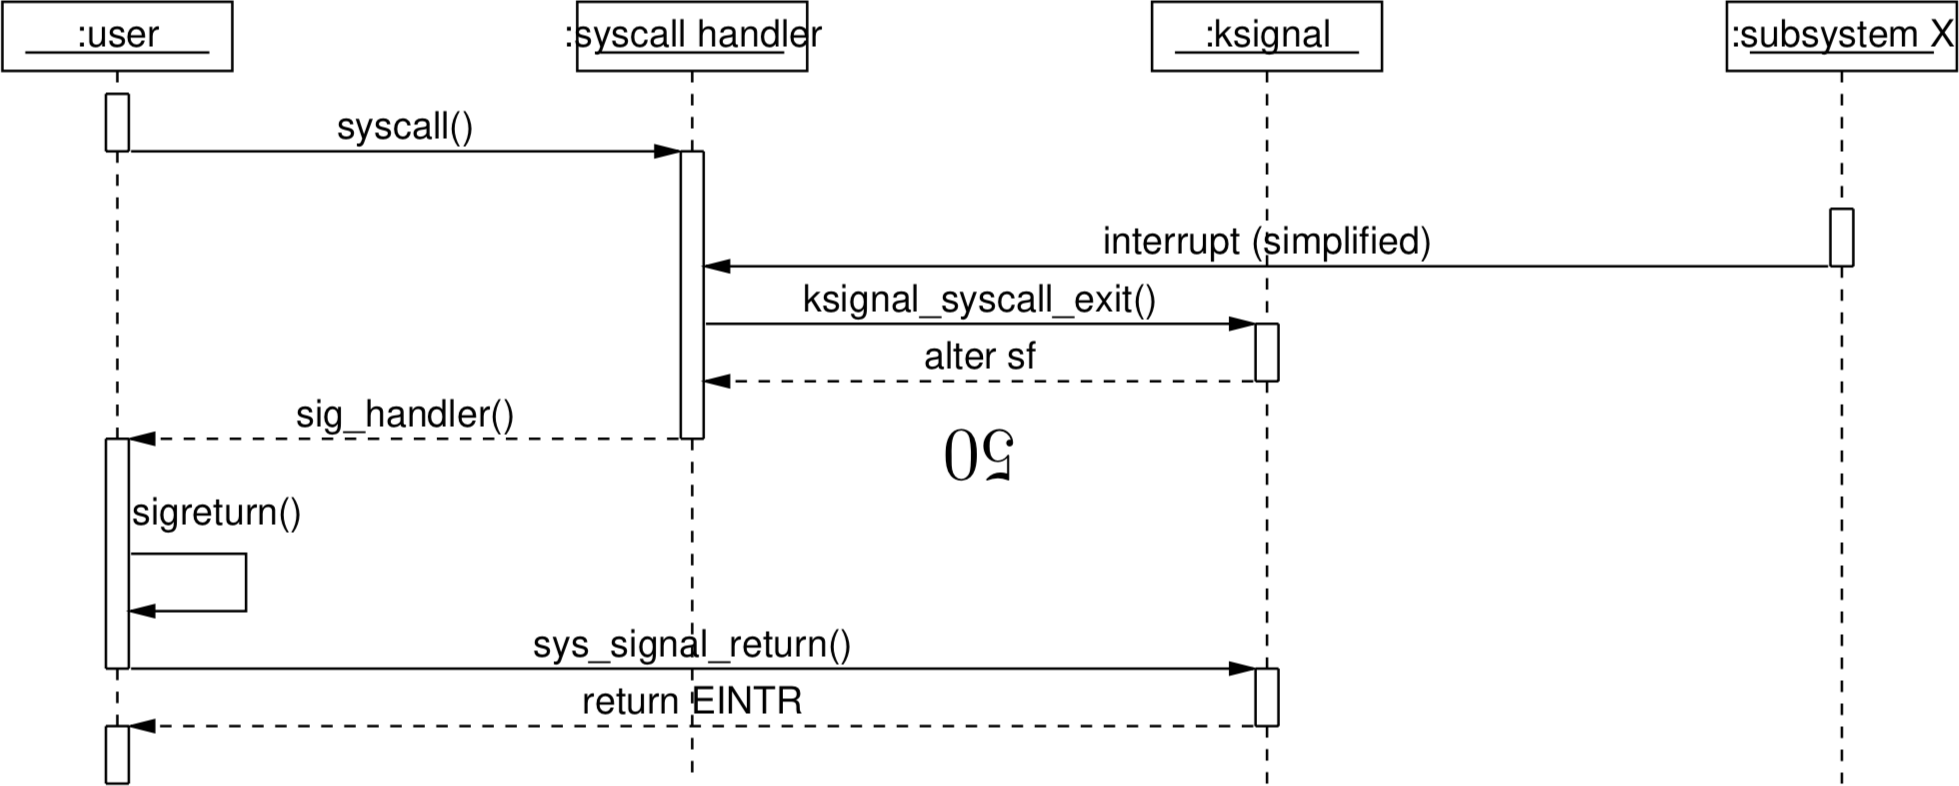 :user
:syscall handler
:ksignal
:subsystem X
syscall()
interrupt (simplified)
ksignal_syscall_exit()
alter sf
sig_handler()
50
sigreturn()
sys_signal_return()
return EINTR